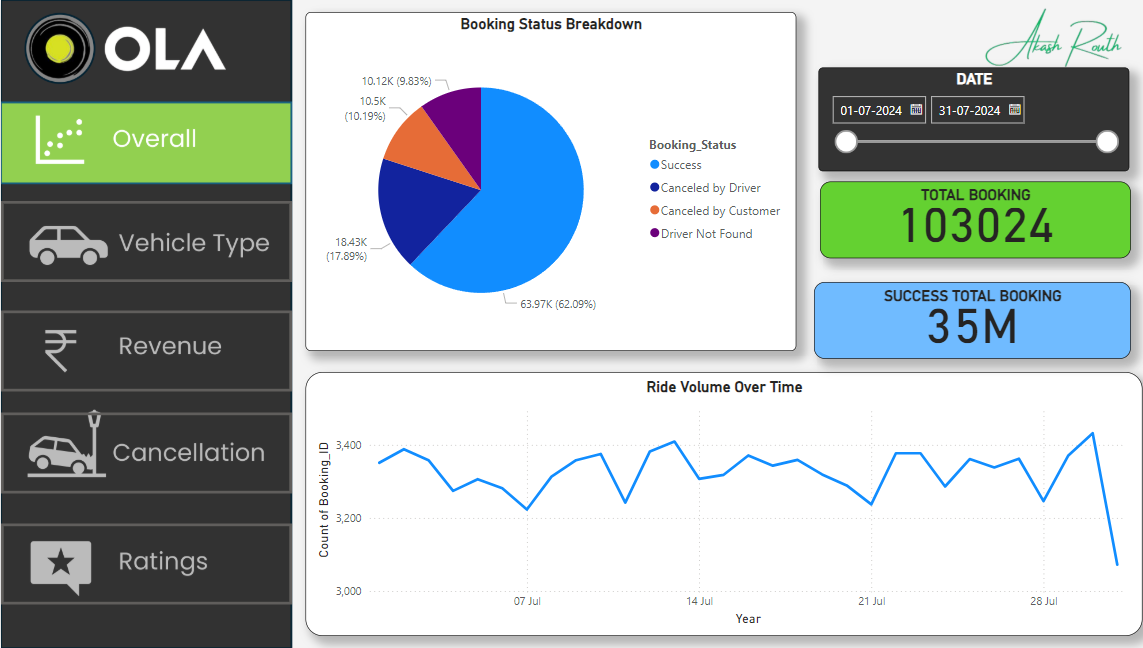 OLA
Overall
Vehicle Type
Revenue
Cancellation
Ratings
Booking Status Breakdown
10.12K (9.83%)
10.5K
(10.19%)
18.43K
(17.89%)
63.97K (62.09%)
Booking_Status
Success
Canceled by Driver
Canceled by Customer
Driver Not Found
Akash Routh
DATE
01-07-2024
31-07-2024
TOTAL BOOKING
103024
SUCCESS TOTAL BOOKING
35M
Ride Volume Over Time
Count of Booking_ID
3,400
3,200
3,000
07 Jul
14 Jul
21 Jul
28 Jul
Year